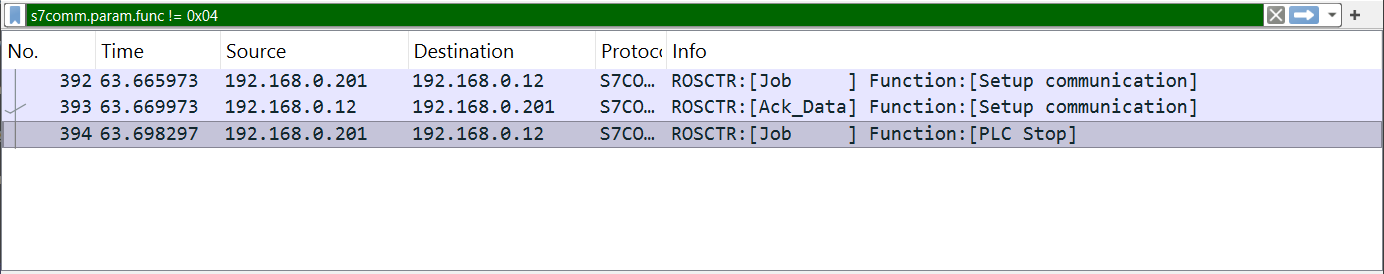 s7comm.param.func != 0x04
No. Time Source Destination Protoco Info
392 63.665973 192.168.0.201 192.168.0.12 S7CO… ROSCTR:[Job     ] Function:[Setup communication]
393 63.669973 192.168.0.12 192.168.0.201 S7CO… ROSCTR:[Ack_Data] Function:[Setup communication]
394 63.698297 192.168.0.201 192.168.0.12 S7CO… ROSCTR:[Job     ] Function:[PLC Stop]